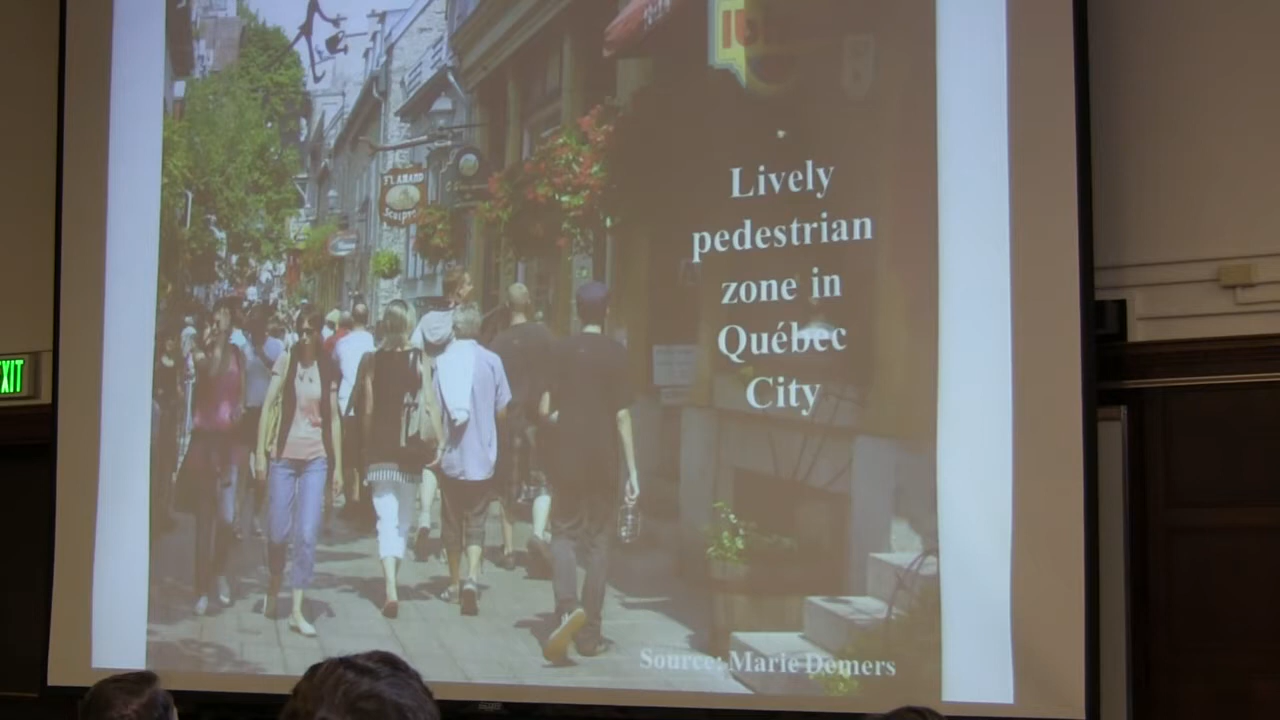 EXIT
Lively
pedestrian
zone in
Québec
City
Source: Marie Demers